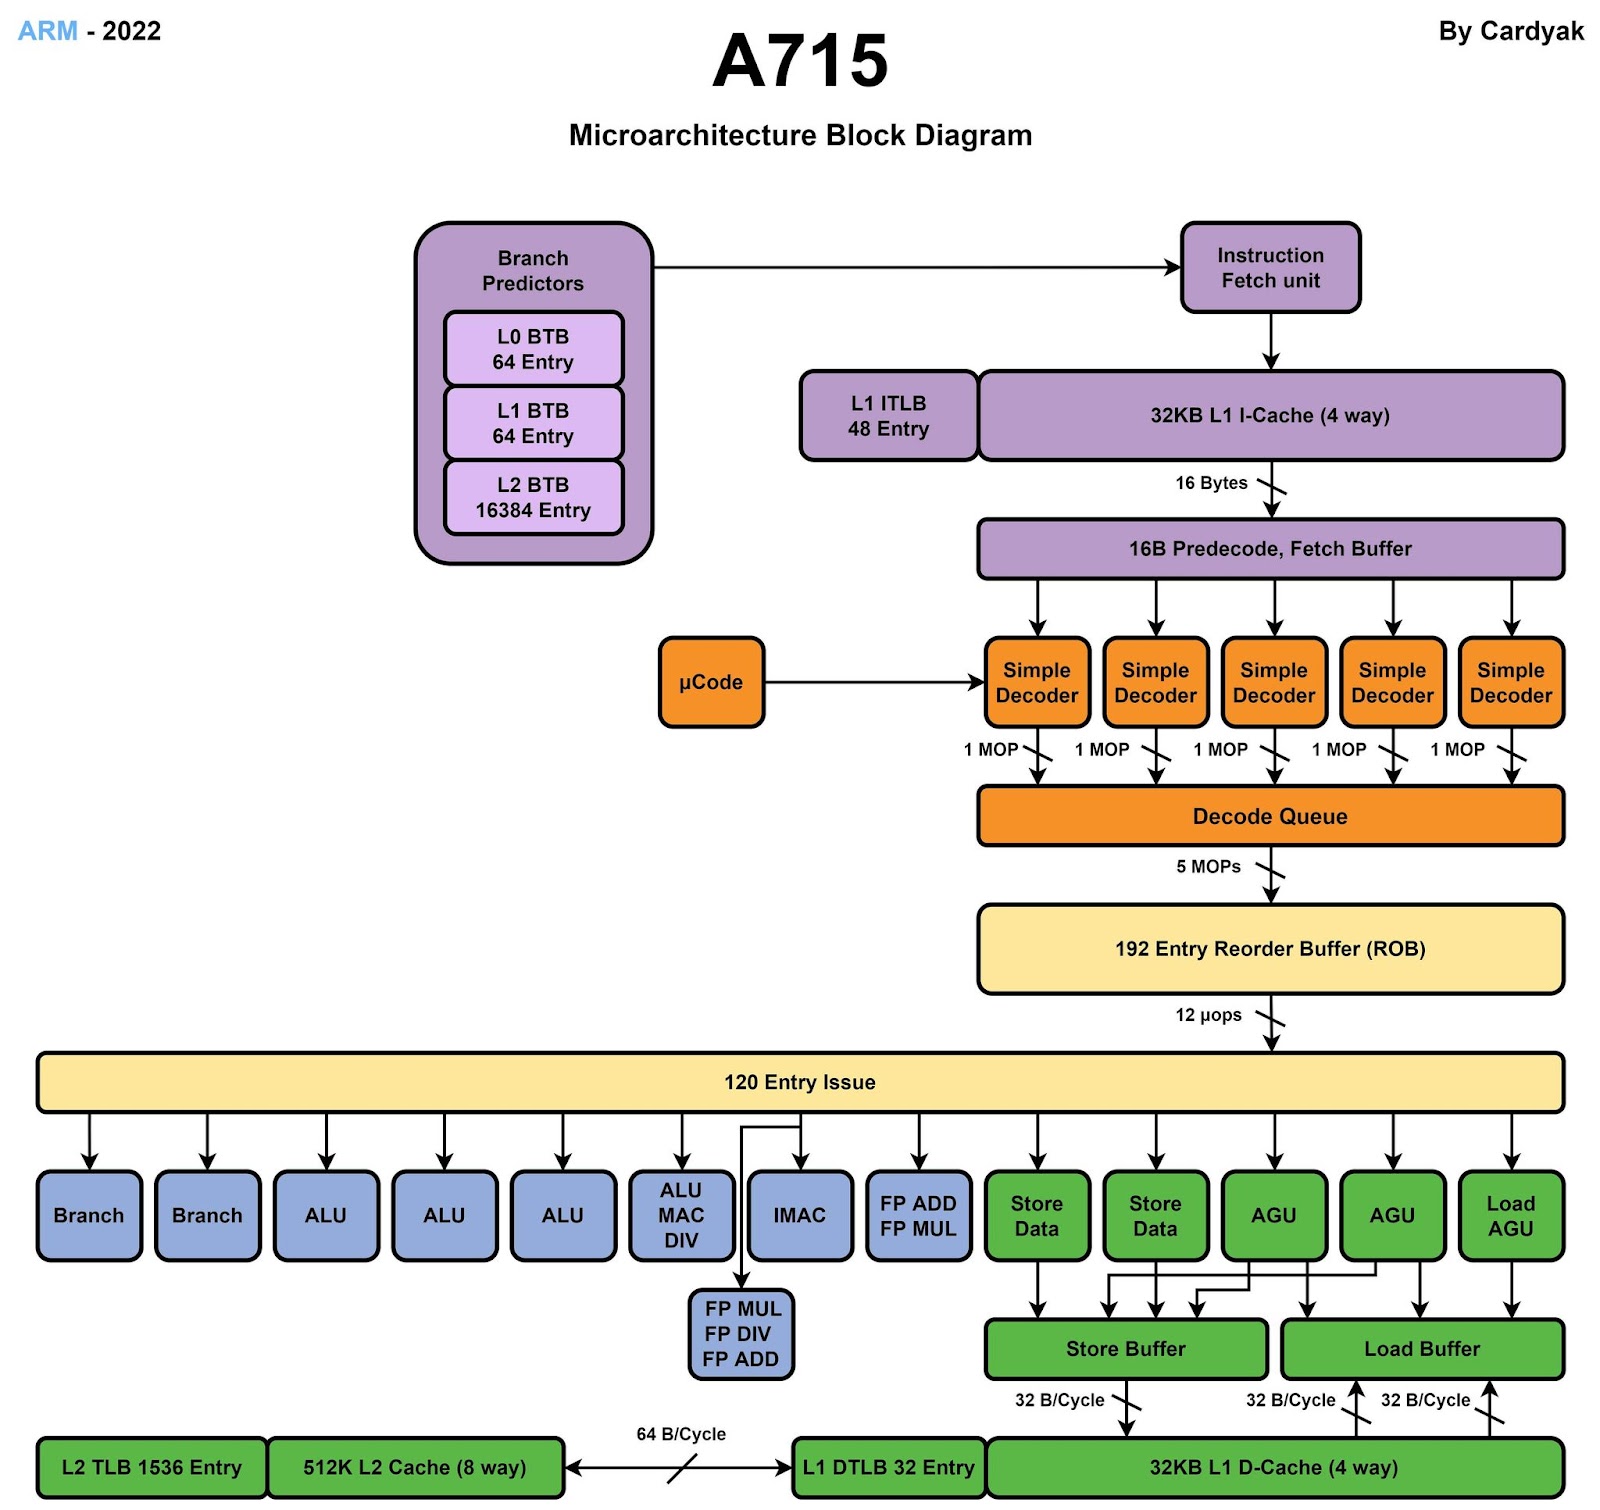 ARM - 2022
By Cardyak
A715
Microarchitecture Block Diagram
Branch
Predictors
L0 BTB
64 Entry
L1 BTB
64 Entry
L2 BTB
16384 Entry
Instruction
Fetch unit
L1 ITLB
48 Entry
32KB L1 I-Cache (4 way)
16 Bytes
16B Predecode, Fetch Buffer
µCode
Simple
Decoder
Simple
Decoder
Simple
Decoder
Simple
Decoder
Simple
Decoder
1 MOP
1 MOP
1 MOP
1 MOP
1 MOP
Decode Queue
5 MOPs
192 Entry Reorder Buffer (ROB)
12 µops
120 Entry Issue
Branch
Branch
ALU
ALU
ALU
ALU
MAC
DIV
IMAC
FP ADD
FP MUL
Store
Data
Store
Data
AGU
AGU
Load
AGU
FP MUL
FP DIV
FP ADD
Store Buffer
Load Buffer
32 B/Cycle
32 B/Cycle
32 B/Cycle
64 B/Cycle
L2 TLB 1536 Entry
512K L2 Cache (8 way)
L1 DTLB 32 Entry
32KB L1 D-Cache (4 way)